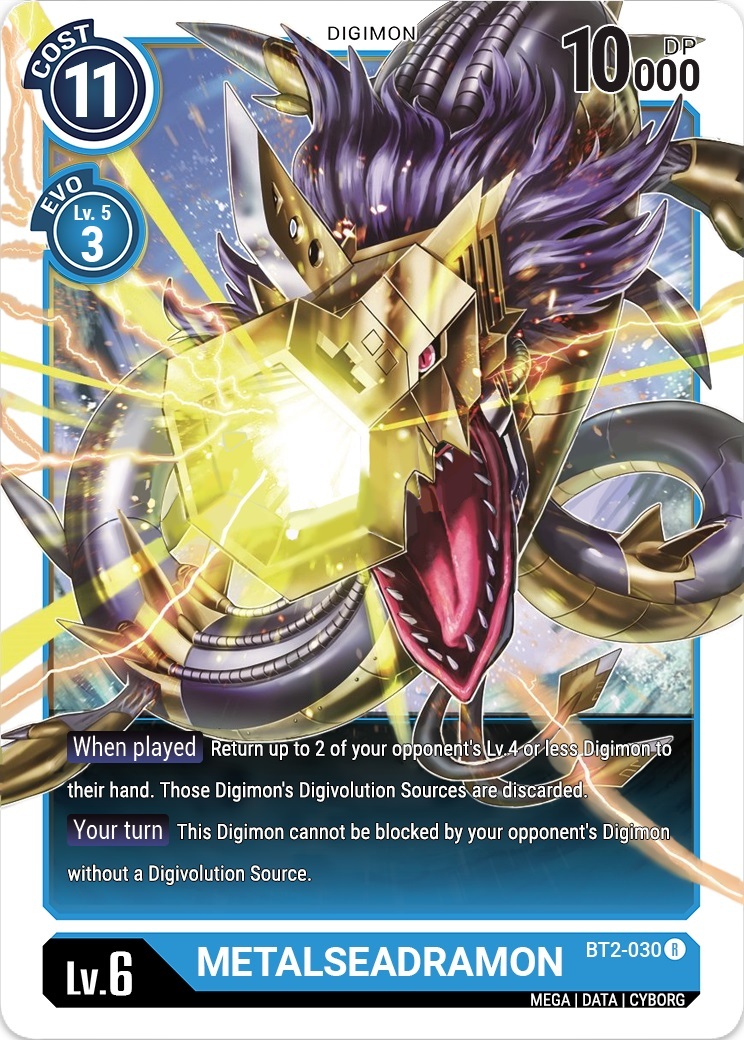 DIGIMON
COST
11
DP
10000
EVO
Lv. 5
3
When played Return up to 2 of your opponent's Lv.4 or less Digimon to
their hand. Those Digimon's Digivolution Sources are discarded.
Your turn This Digimon cannot be blocked by your opponent's Digimon
without a Digivolution Source.
Lv.6
METALSEADRAMON
BT2-030 R
MEGA | DATA | CYBORG